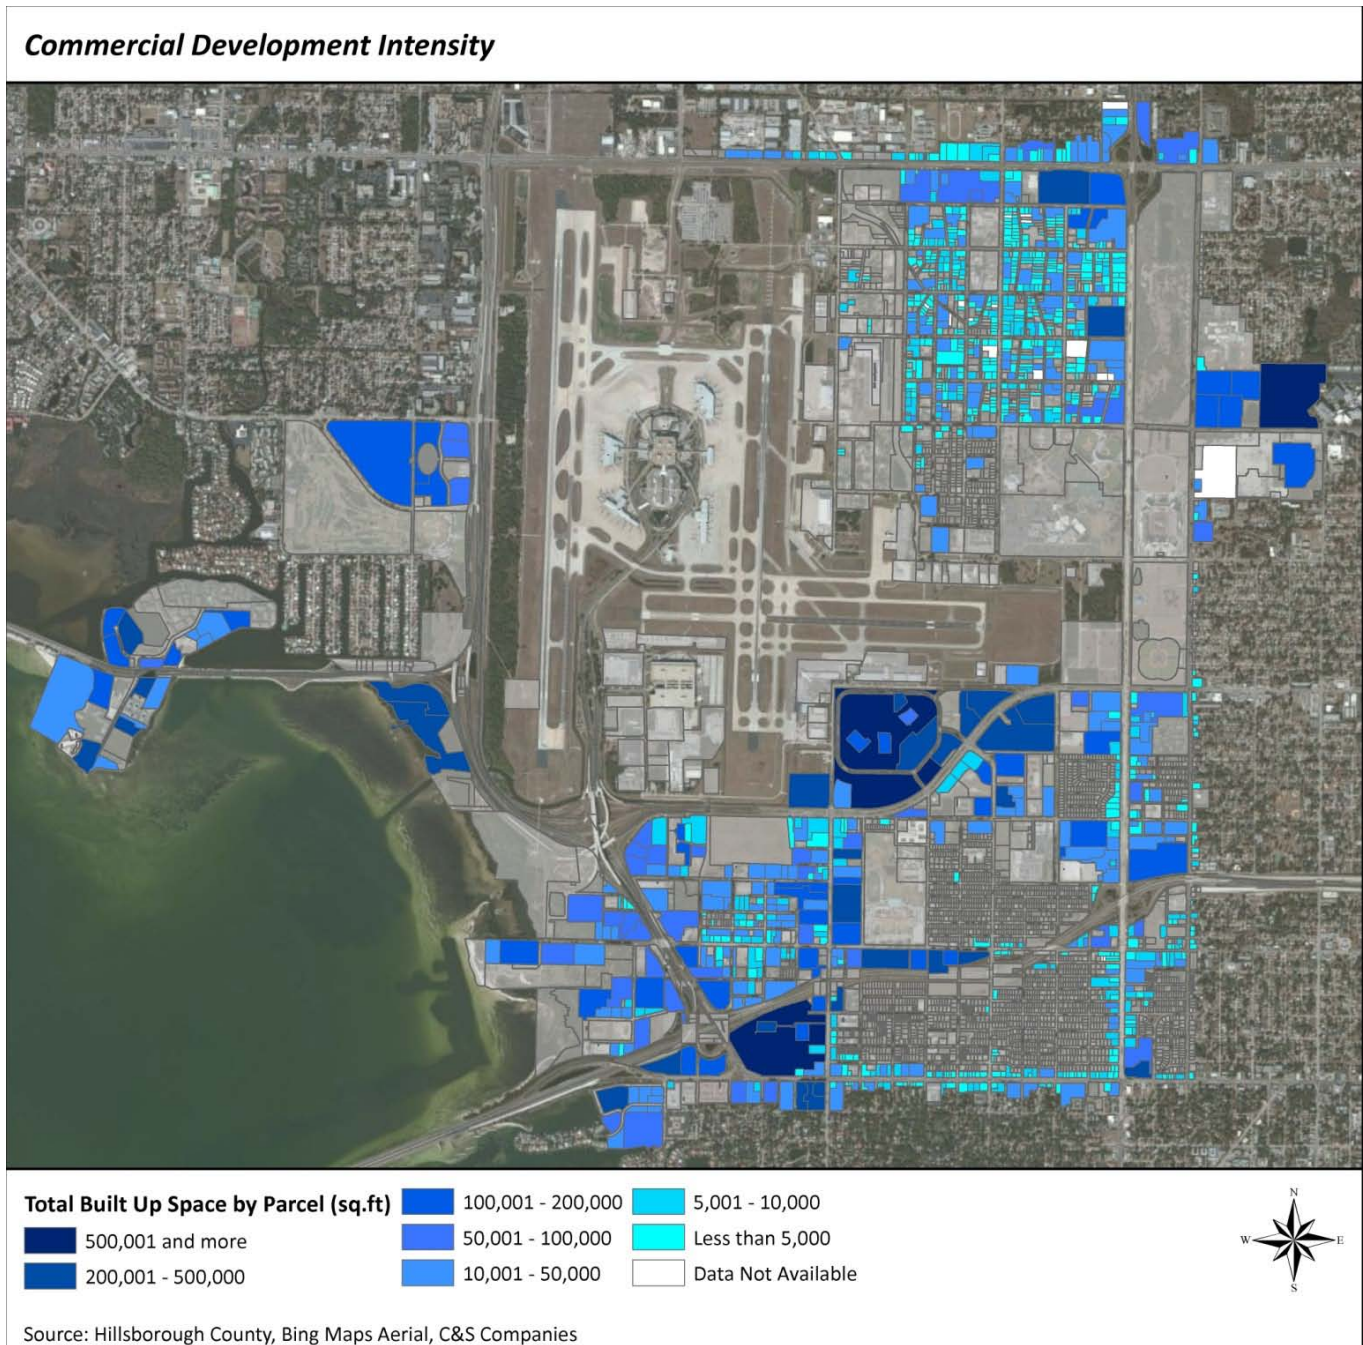 Commercial Development Intensity
Total Built Up Space by Parcel (sq.ft)
500,001 and more
200,001 - 500,000
100,001 - 200,000
50,001 - 100,000
10,001 - 50,000
5,001 - 10,000
Less than 5,000
Data Not Available
N
W E
S
Source: Hillsborough County, Bing Maps Aerial, C&S Companies